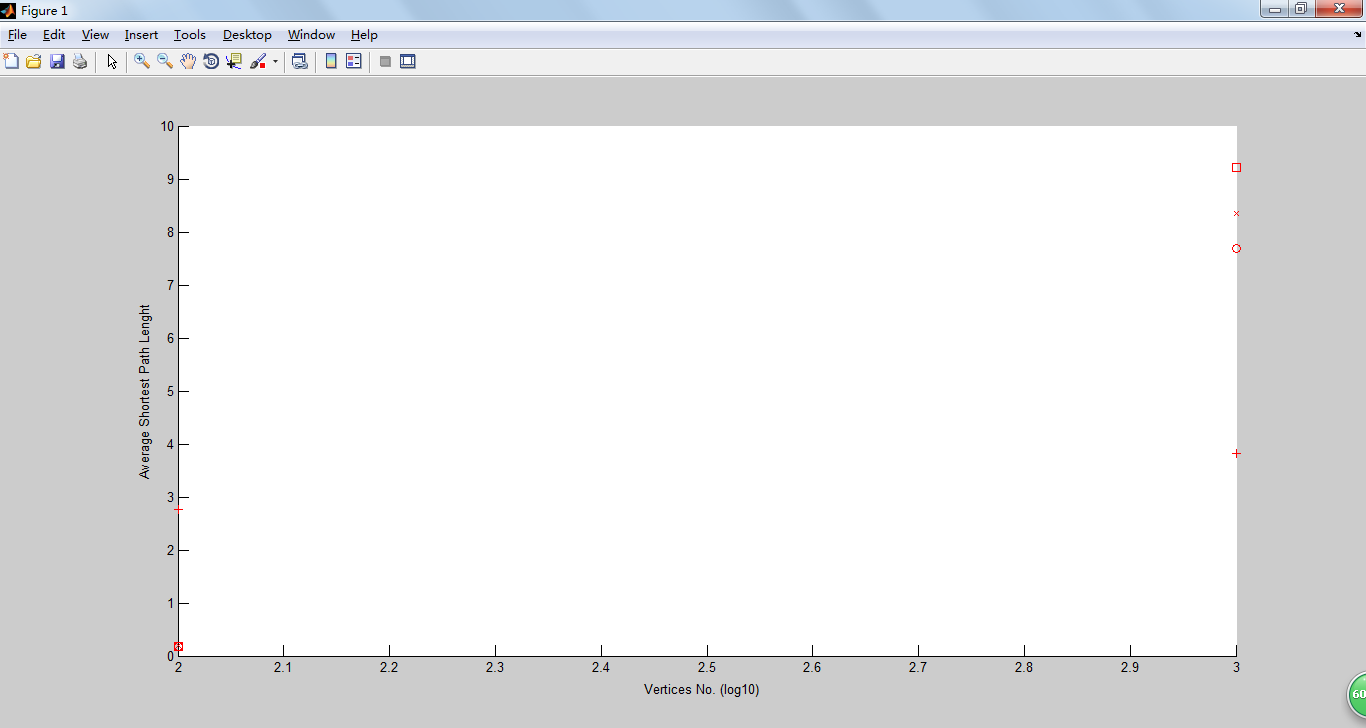 Figure 1
File Edit View Insert Tools Desktop Window Help
10
9
8
7
6
5
4
3
2
1
0
Average Shortest Path Lenght
2 2.1 2.2 2.3 2.4 2.5 2.6 2.7 2.8 2.9 3
Vertices No. (log10)
60